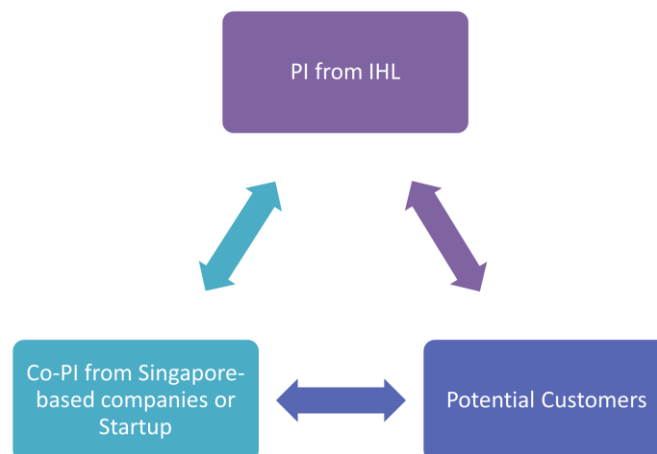 PI from IHL
Co-PI from Singapore-
based companies or
Startup
Potential Customers